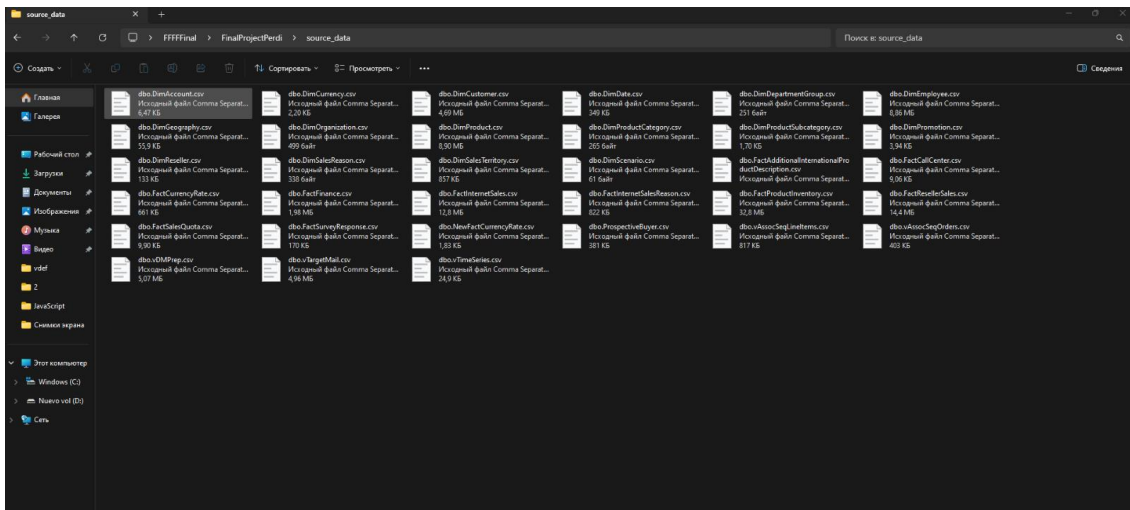 source_data
FFFFFinal > FinalProjectPerdi > source_data
Поиск в: source_data
Создать
Сортировать
Просмотреть
Сведения
Главная
Галерея
Рабочий стол
Загрузки
Документы
Изображения
Музыка
Видео
vdef
2
JavaScript
Снимки экрана
Этот компьютер
Windows (C:)
Nuevo vol (D:)
Сеть
dbo.DimAccount.csv
Исходный файл Comma Separat...
6,47 КБ
dbo.DimCurrency.csv
Исходный файл Comma Separat...
2,20 КБ
dbo.DimCustomer.csv
Исходный файл Comma Separat...
4,69 МБ
dbo.DimDate.csv
Исходный файл Comma Separat...
349 КБ
dbo.DimDepartmentGroup.csv
Исходный файл Comma Separat...
251 байт
dbo.DimEmployee.csv
Исходный файл Comma Separat...
8,86 МБ
dbo.DimGeography.csv
Исходный файл Comma Separat...
55,9 КБ
dbo.DimOrganization.csv
Исходный файл Comma Separat...
499 байт
dbo.DimProduct.csv
Исходный файл Comma Separat...
8,90 МБ
dbo.DimProductCategory.csv
Исходный файл Comma Separat...
265 байт
dbo.DimProductSubcategory.csv
Исходный файл Comma Separat...
1,70 КБ
dbo.DimPromotion.csv
Исходный файл Comma Separat...
3,94 КБ
dbo.DimReseller.csv
Исходный файл Comma Separat...
133 КБ
dbo.DimSalesReason.csv
Исходный файл Comma Separat...
338 байт
dbo.DimSalesTerritory.csv
Исходный файл Comma Separat...
857 КБ
dbo.DimScenario.csv
Исходный файл Comma Separat...
61 байт
dbo.FactAdditionalInternationalPro
ductDescription.csv
Исходный файл Comma Separat...
dbo.FactCallCenter.csv
Исходный файл Comma Separat...
9,06 КБ
dbo.FactCurrencyRate.csv
Исходный файл Comma Separat...
661 КБ
dbo.FactFinance.csv
Исходный файл Comma Separat...
1,98 МБ
dbo.FactInternetSales.csv
Исходный файл Comma Separat...
12,8 МБ
dbo.FactInternetSalesReason.csv
Исходный файл Comma Separat...
822 КБ
dbo.FactProductInventory.csv
Исходный файл Comma Separat...
32,8 МБ
dbo.FactResellerSales.csv
Исходный файл Comma Separat...
14,4 МБ
dbo.FactSalesQuota.csv
Исходный файл Comma Separat...
9,90 КБ
dbo.FactSurveyResponse.csv
Исходный файл Comma Separat...
170 КБ
dbo.NewFactCurrencyRate.csv
Исходный файл Comma Separat...
1,83 КБ
dbo.ProspectiveBuyer.csv
Исходный файл Comma Separat...
381 КБ
dbo.vAssocSeqLineItems.csv
Исходный файл Comma Separat...
817 КБ
dbo.vAssocSeqOrders.csv
Исходный файл Comma Separat...
403 КБ
dbo.vDMPrep.csv
Исходный файл Comma Separat...
5,07 МБ
dbo.vTargetMail.csv
Исходный файл Comma Separat...
4,96 МБ
dbo.vTimeSeries.csv
Исходный файл Comma Separat...
24,9 КБ